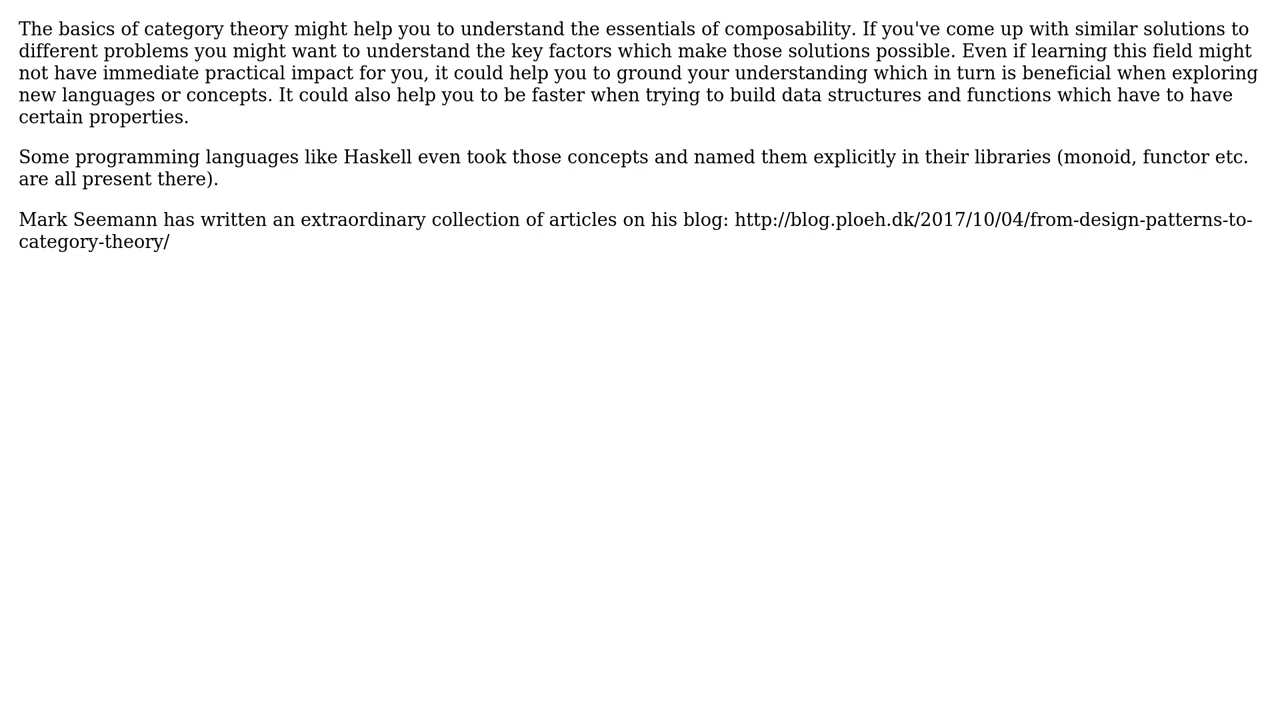 The basics of category theory might help you to understand the essentials of composability. If you've come up with similar solutions to
different problems you might want to understand the key factors which make those solutions possible. Even if learning this field might
not have immediate practical impact for you, it could help you to ground your understanding which in turn is beneficial when exploring
new languages or concepts. It could also help you to be faster when trying to build data structures and functions which have to have
certain properties.
Some programming languages like Haskell even took those concepts and named them explicitly in their libraries (monoid, functor etc.
are all present there).
Mark Seemann has written an extraordinary collection of articles on his blog: http://blog.ploeh.dk/2017/10/04/from-design-patterns-to-
category-theory/